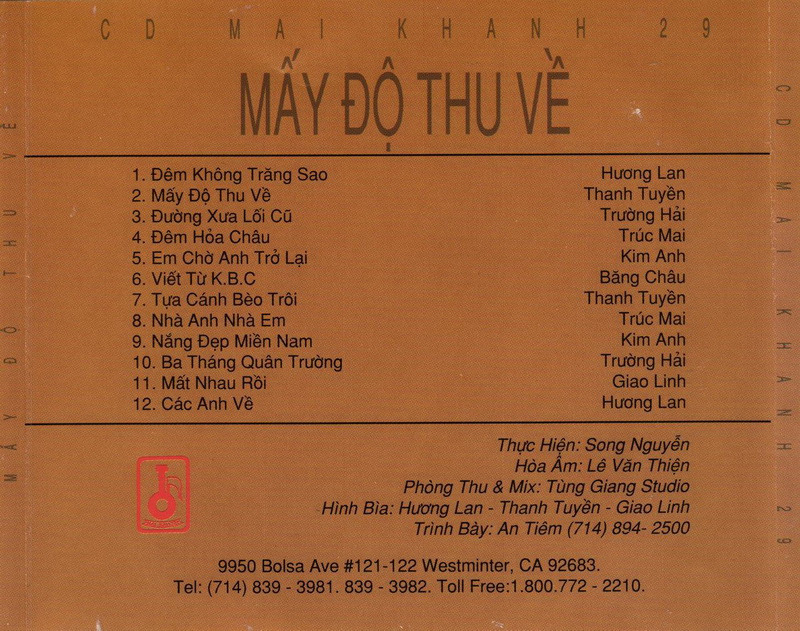 CD MAI KHANH 29
MẤY ĐỘ THU VỀ
1. Đêm Không Trăng Sao Hương Lan
2. Mấy Độ Thu Về Thanh Tuyền
3. Đường Xưa Lối Cũ Trường Hải
4. Đêm Hỏa Châu Trúc Mai
5. Em Chờ Anh Trở Lại Kim Anh
6. Viết Từ K.B.C Băng Châu
7. Tựa Cánh Bèo Trôi Thanh Tuyền
8. Nhà Anh Nhà Em Trúc Mai
9. Nắng Đẹp Miền Nam Kim Anh
10. Ba Tháng Quân Trường Trường Hải
11. Mất Nhau Rồi Giao Linh
12. Các Anh Về Hương Lan
Thực Hiện: Song Nguyễn
Hòa Âm: Lê Văn Thiện
Phòng Thu & Mix: Tùng Giang Studio
Hình Bìa: Hương Lan - Thanh Tuyền - Giao Linh
Trình Bày: An Tiêm (714) 894- 2500
9950 Bolsa Ave #121-122 Westminter, CA 92683.
Tel: (714) 839 - 3981. 839 - 3982. Toll Free:1.800.772 - 2210.
MẤY ĐỘ THU VỀ
CD MAI KHANH 29